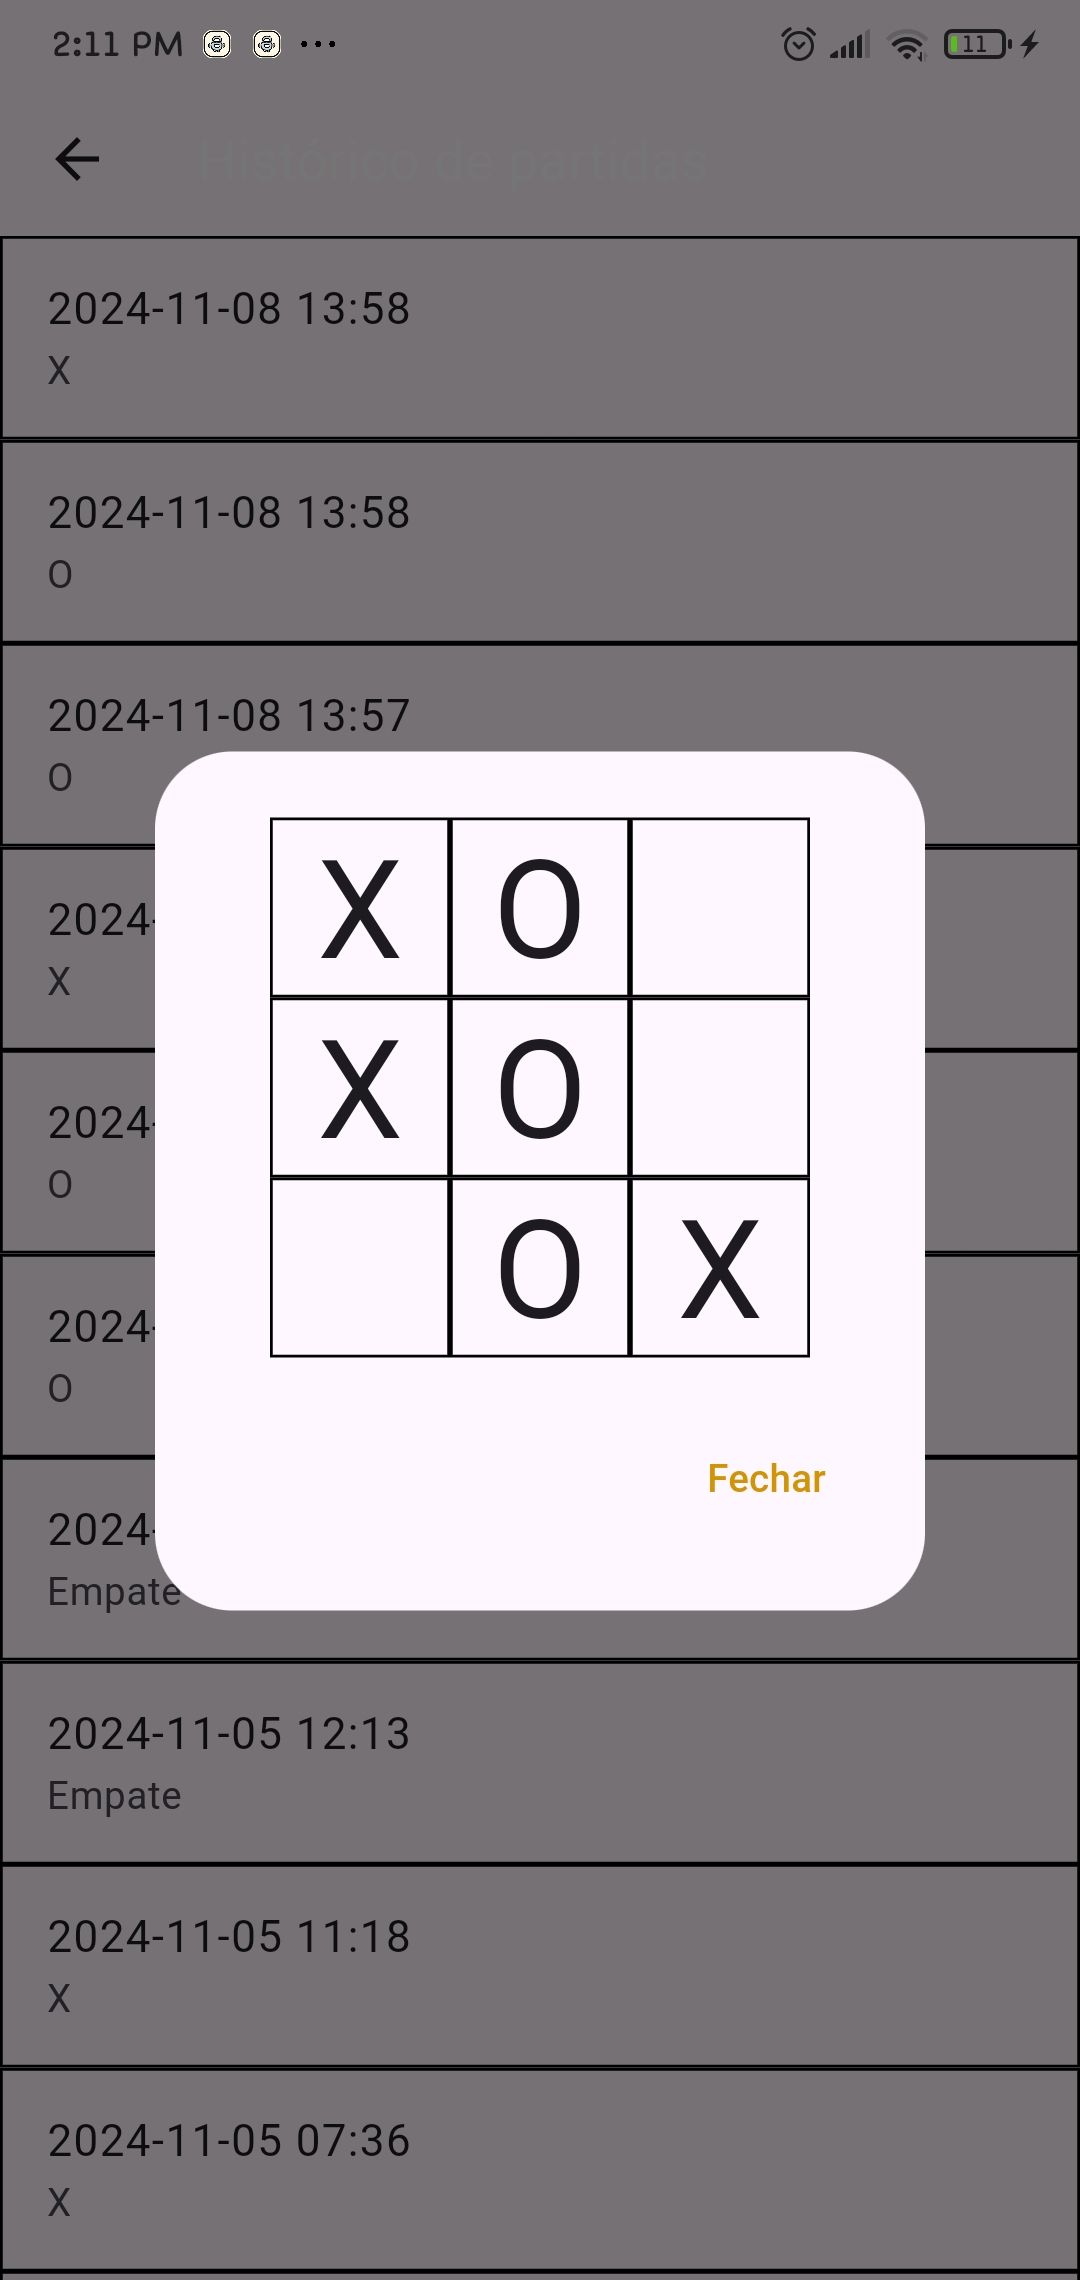 2:11 PM
11
Histórico de partidas
2024-11-08 13:58
X
2024-11-08 13:58
O
2024-11-08 13:57
O
2024-
X
2024-
O
2024-
O
2024-
Empate
X O
X O
O X
Fechar
2024-11-05 12:13
Empate
2024-11-05 11:18
X
2024-11-05 07:36
X